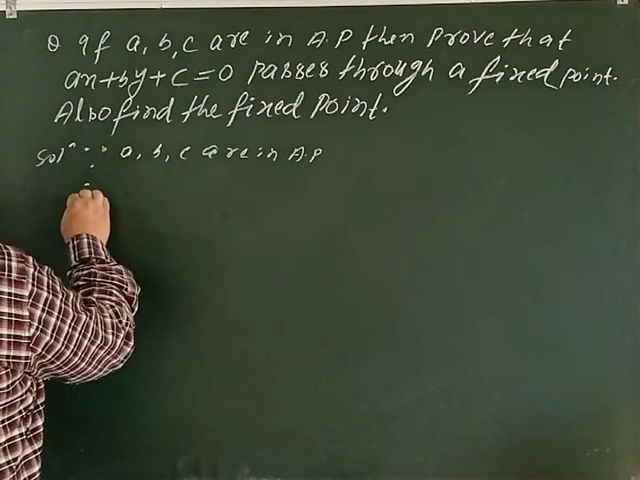 Q If a, b, c are in A.P then prove that
ax+by+c=0 passes through a fixed point.
Also find the fixed point.
Solⁿ: ∵ a, b, c are in A.P
∴